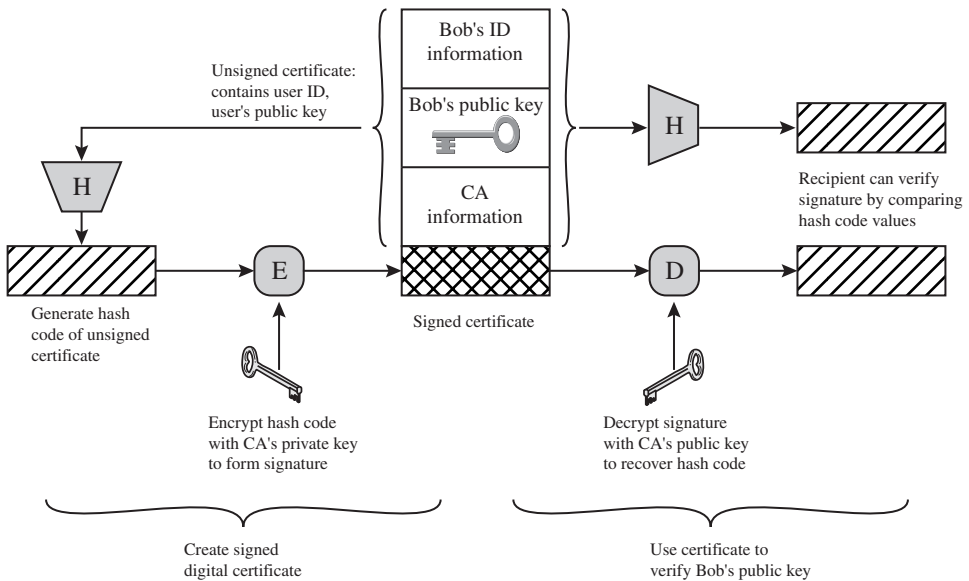 Bob's ID
information
Unsigned certificate:
contains user ID,
user's public key
Bob's public key
H
H
CA
information
Recipient can verify
signature by comparing
hash code values
E
D
Generate hash
code of unsigned
certificate
Signed certificate
Encrypt hash code
with CA's private key
to form signature
Decrypt signature
with CA's public key
to recover hash code
Create signed
digital certificate
Use certificate to
verify Bob's public key